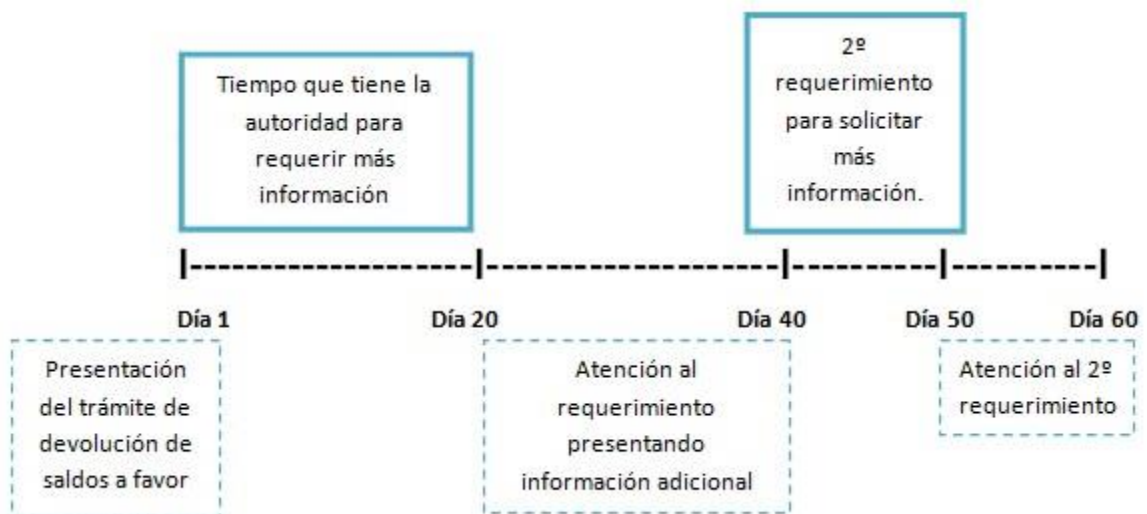 Tiempo que tiene la
autoridad para
requerir más
información
2º
requerimiento
para solicitar
más
información.
Día 1
Día 20
Día 40
Día 50
Día 60
Presentación
del trámite de
devolución de
saldos a favor
Atención al
requerimiento
presentando
información adicional
Atención al 2º
requerimiento